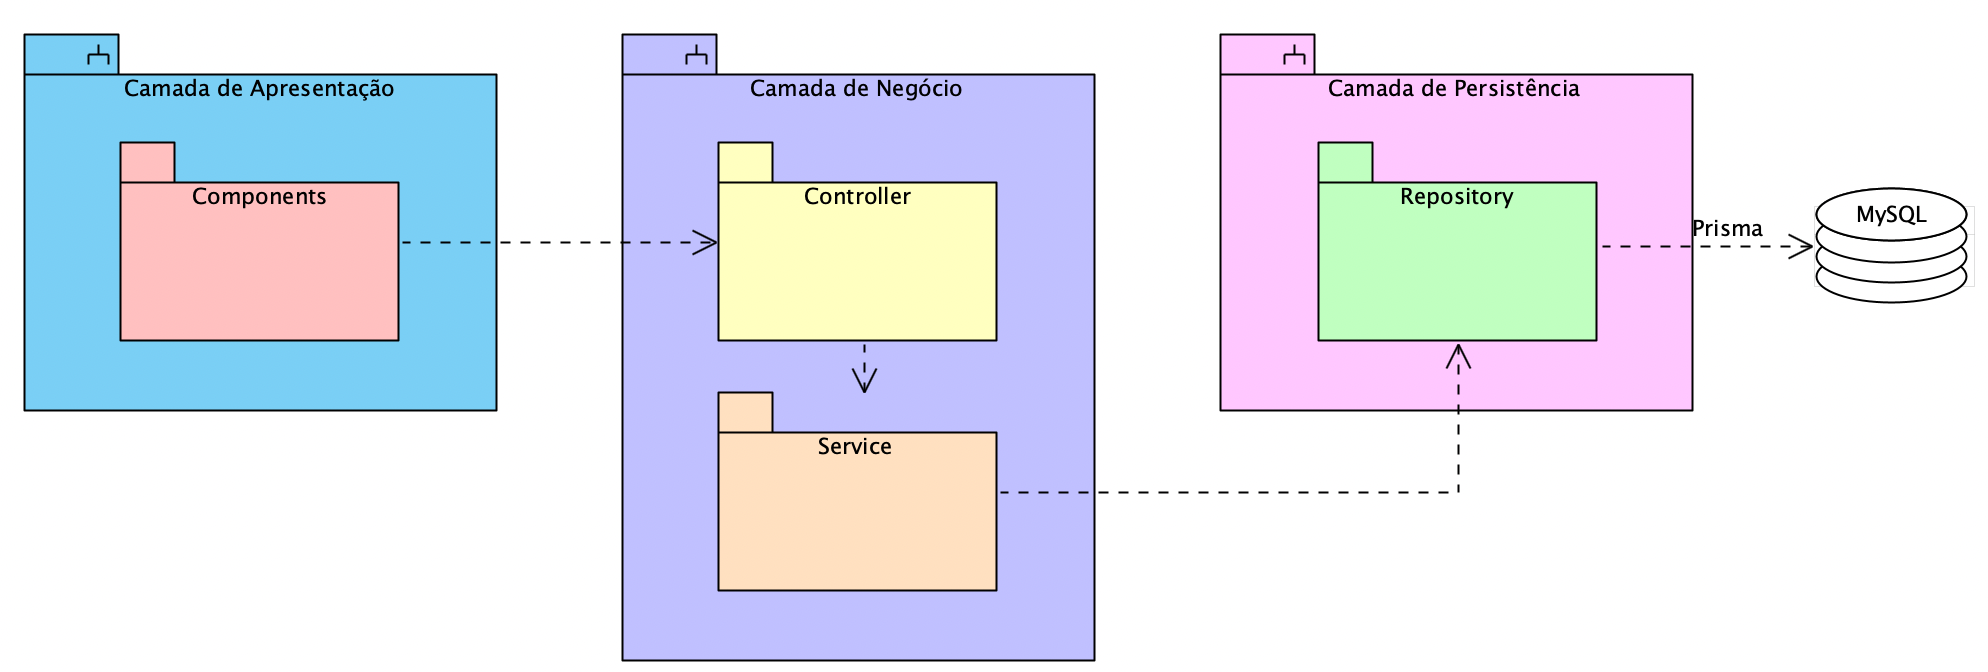 Camada de Apresentação
Components
Camada de Negócio
Controller
Service
Camada de Persistência
Repository
Prisma
MySQL